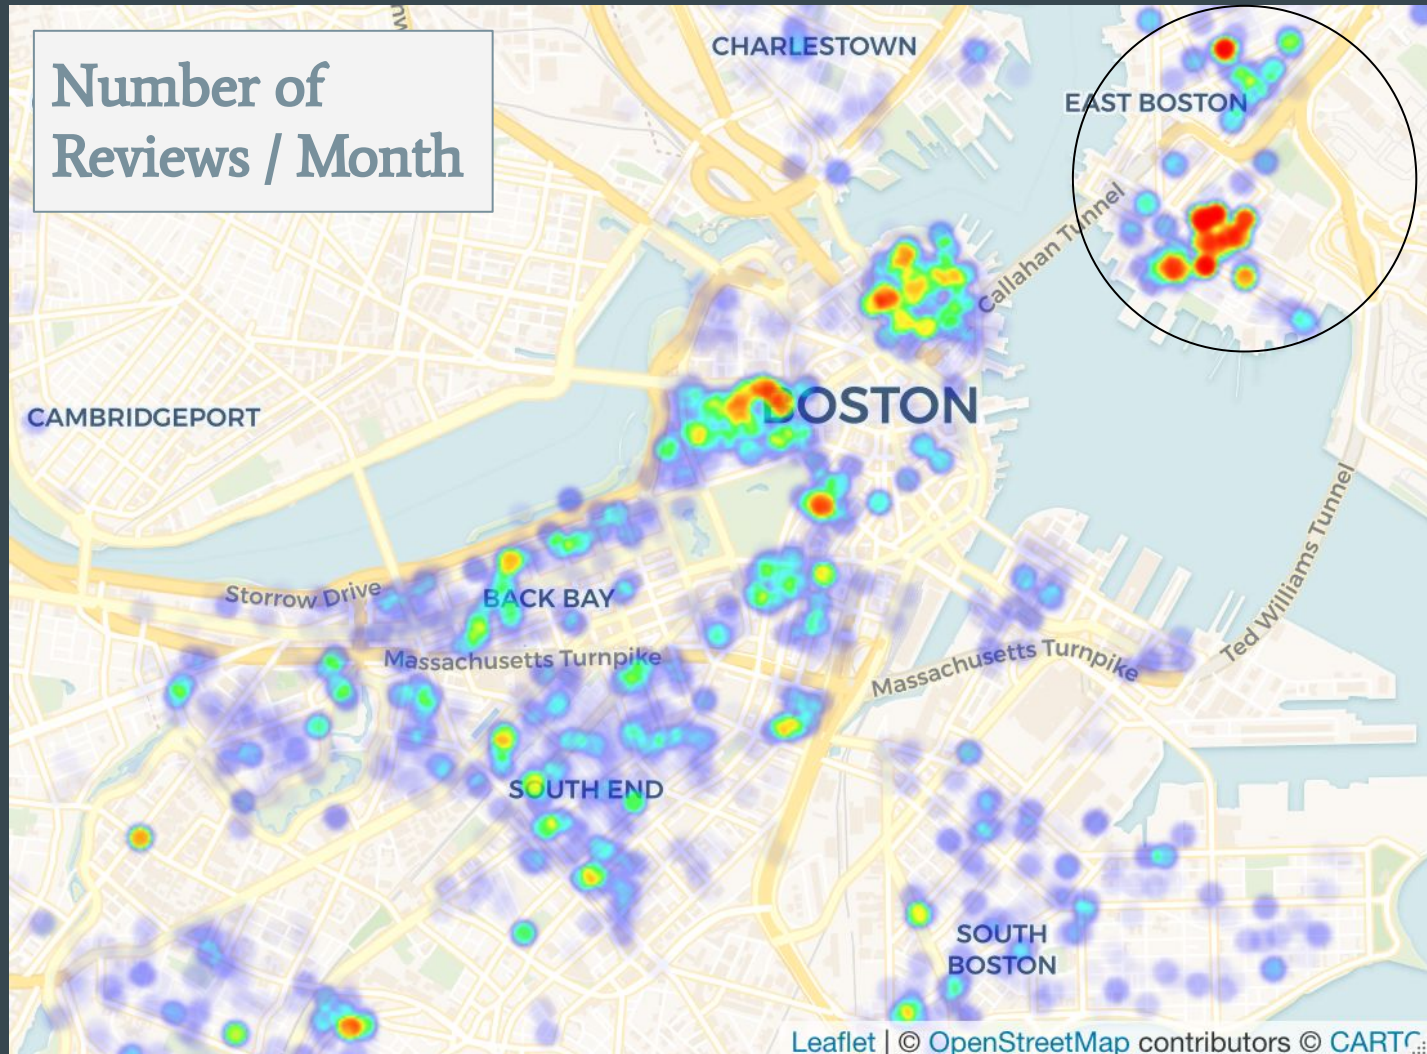 Number of
Reviews / Month
CHARLESTOWN
EAST BOSTON
Callahan Tunnel
BOSTON
CAMBRIDGEPORT
Storrow Drive
BACK BAY
Massachusetts Turnpike
Massachusetts Turnpike
Ted Williams Tunnel
SOUTH END
SOUTH
BOSTON
Leaflet | © OpenStreetMap contributors © CARTO